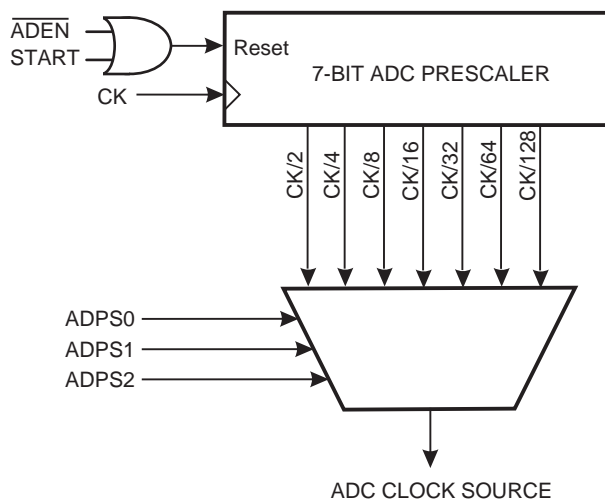 ADEN
START
Reset
7-BIT ADC PRESCALER
CK
CK/2
CK/4
CK/8
CK/16
CK/32
CK/64
CK/128
ADPS0
ADPS1
ADPS2
ADC CLOCK SOURCE